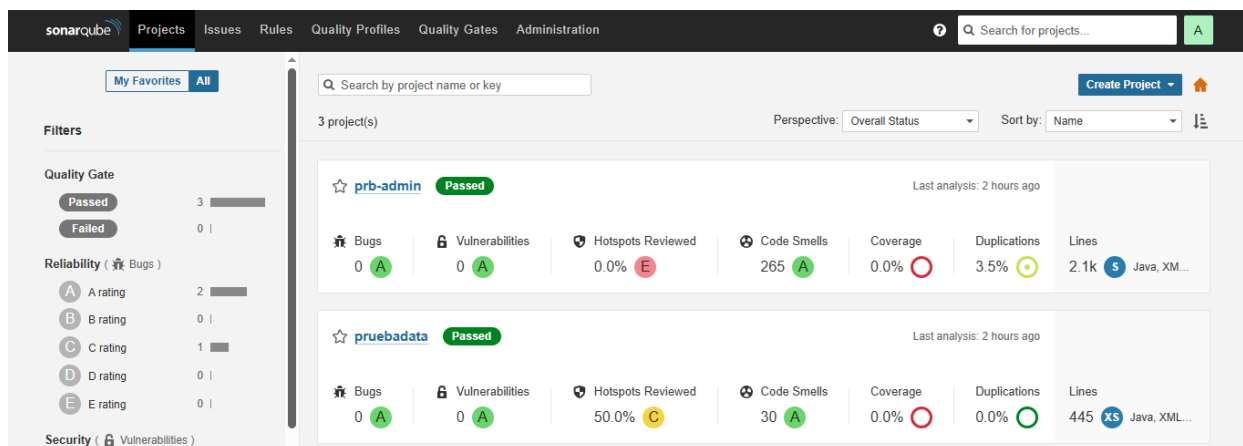 sonarqube Projects Issues Rules Quality Profiles Quality Gates Administration ? Search for projects... A
My Favorites All
Search by project name or key
Create Project
3 project(s)
Perspective: Overall Status
Sort by: Name
Filters
Quality Gate
Passed 3
Failed 0
Reliability ( Bugs )
A A rating 2
B B rating 0
C C rating 1
D D rating 0
E E rating 0
Security ( Vulnerabilities )
prb-admin Passed
Last analysis: 2 hours ago
Bugs Vulnerabilities Hotspots Reviewed Code Smells Coverage Duplications Lines
0 A 0 A 0.0% E 265 A 0.0% 3.5% 2.1k S Java, XM...
pruebadata Passed
Last analysis: 2 hours ago
Bugs Vulnerabilities Hotspots Reviewed Code Smells Coverage Duplications Lines
0 A 0 A 50.0% C 30 A 0.0% 0.0% 445 XS Java, XML...